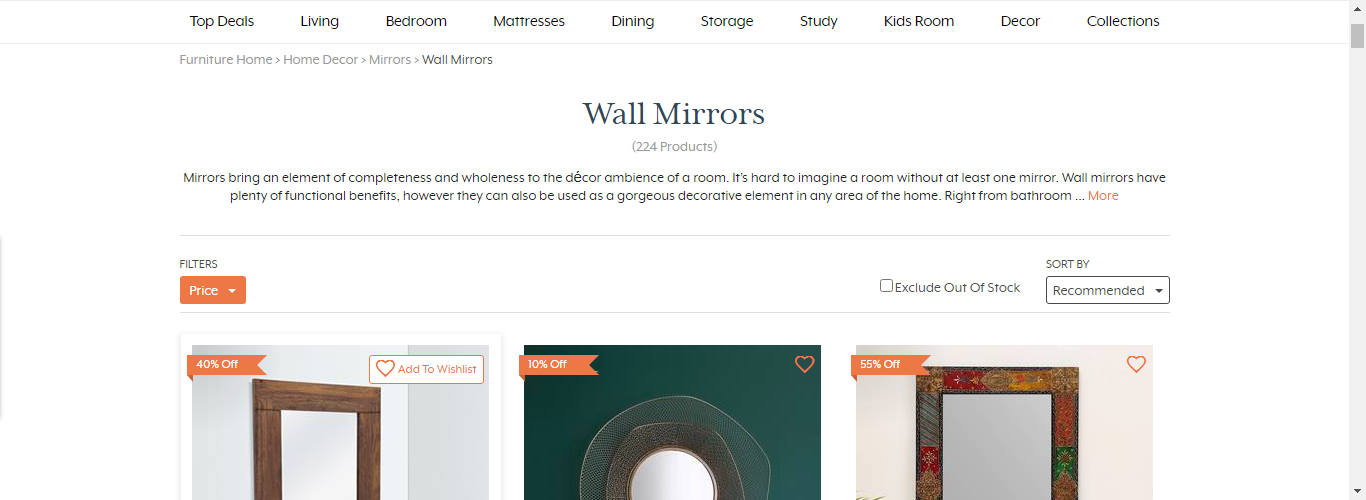 Top Deals Living Bedroom Mattresses Dining Storage Study Kids Room Decor Collections
Furniture Home > Home Decor > Mirrors > Wall Mirrors
Wall Mirrors
(224 Products)
Mirrors bring an element of completeness and wholeness to the décor ambience of a room. It's hard to imagine a room without at least one mirror. Wall mirrors have
plenty of functional benefits, however they can also be used as a gorgeous decorative element in any area of the home. Right from bathroom ... More
FILTERS
Price
Exclude Out Of Stock
SORT BY
Recommended
40% Off
Add To Wishlist
10% Off
55% Off